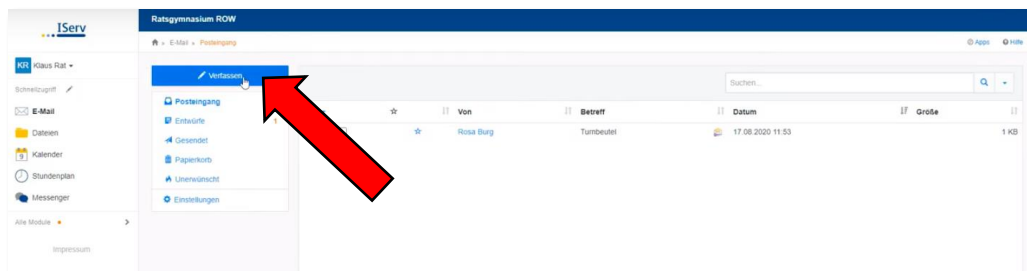 IServ
Ratsgymnasium ROW
E-Mail » Posteingang
Apps Hilfe
KR Klaus Rat
Verfassen
Suchen...
Schnellzugriff
Posteingang
E-Mail
Von Betreff Datum Größe
Entwürfe 1
Dateien
Rosa Burg Turnbeutel 17.08.2020 11:53 1 KB
Gesendet
Kalender
9
Papierkorb
Stundenplan
Unerwünscht
Messenger
Einstellungen
Alle Module
Impressum